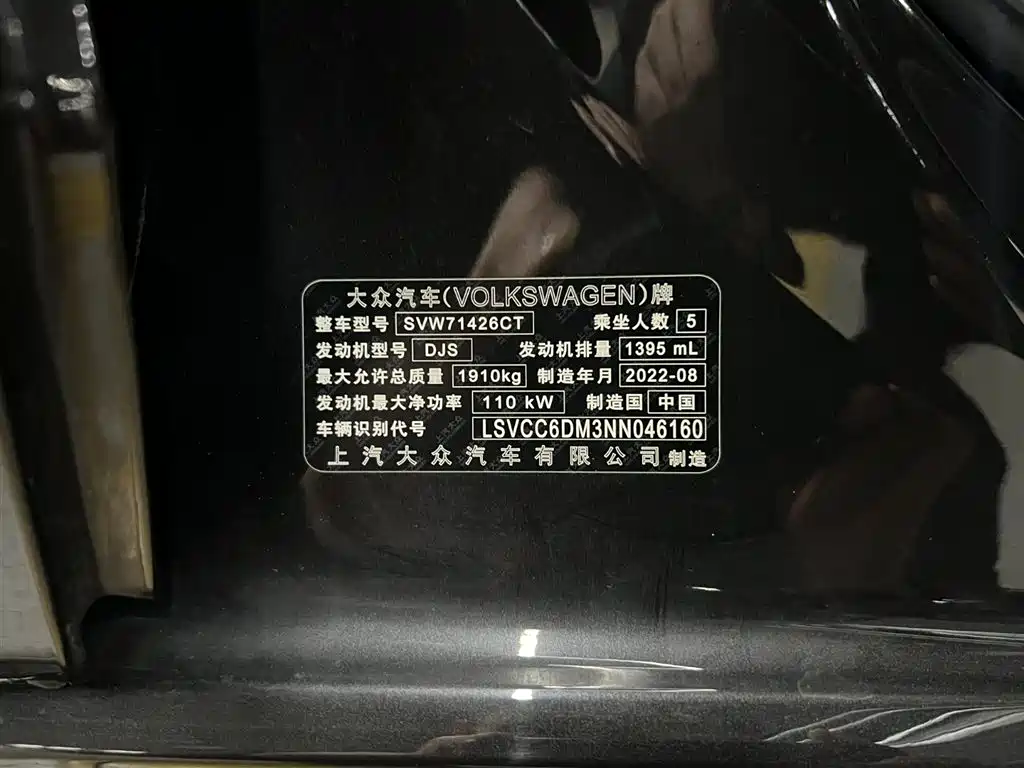 大众汽车(VOLKSWAGEN)牌
整车型号 SVW71426CT 乘坐人数 5
发动机型号 DJS 发动机排量 1395 mL
最大允许总质量 1910kg 制造年月 2022-08
发动机最大净功率 110 kW 制造国 中国
车辆识别代号 LSVCC6DM3NN046160
上汽大众汽车有限公司制造